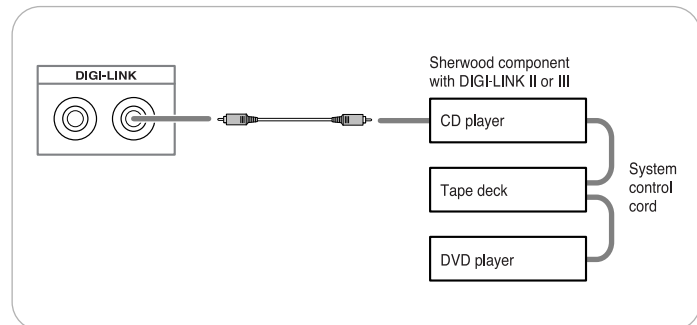 DIGI-LINK
Sherwood component
with DIGI-LINK II or III
CD player
Tape deck
DVD player
System
control
cord